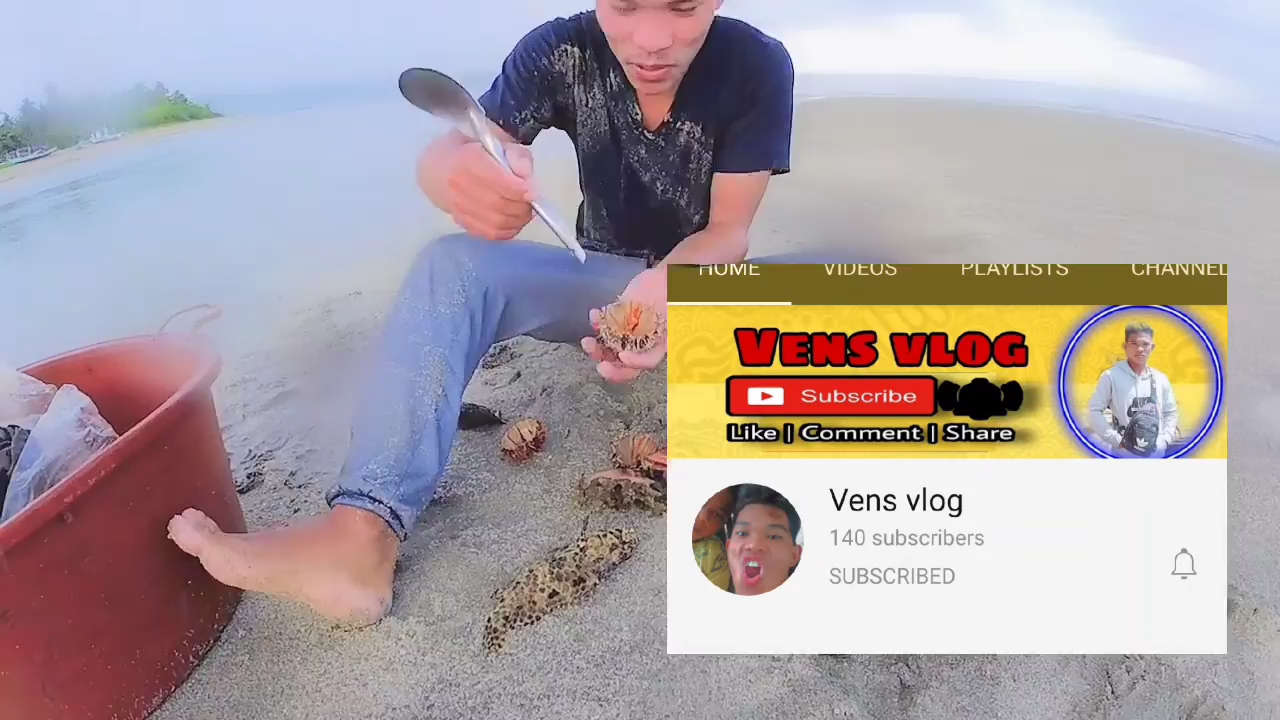 HOME VIDEOS PLAYLISTS CHANNEL
VENS VLOG
Subscribe
Like | Comment | Share
Vens vlog
140 subscribers
SUBSCRIBED